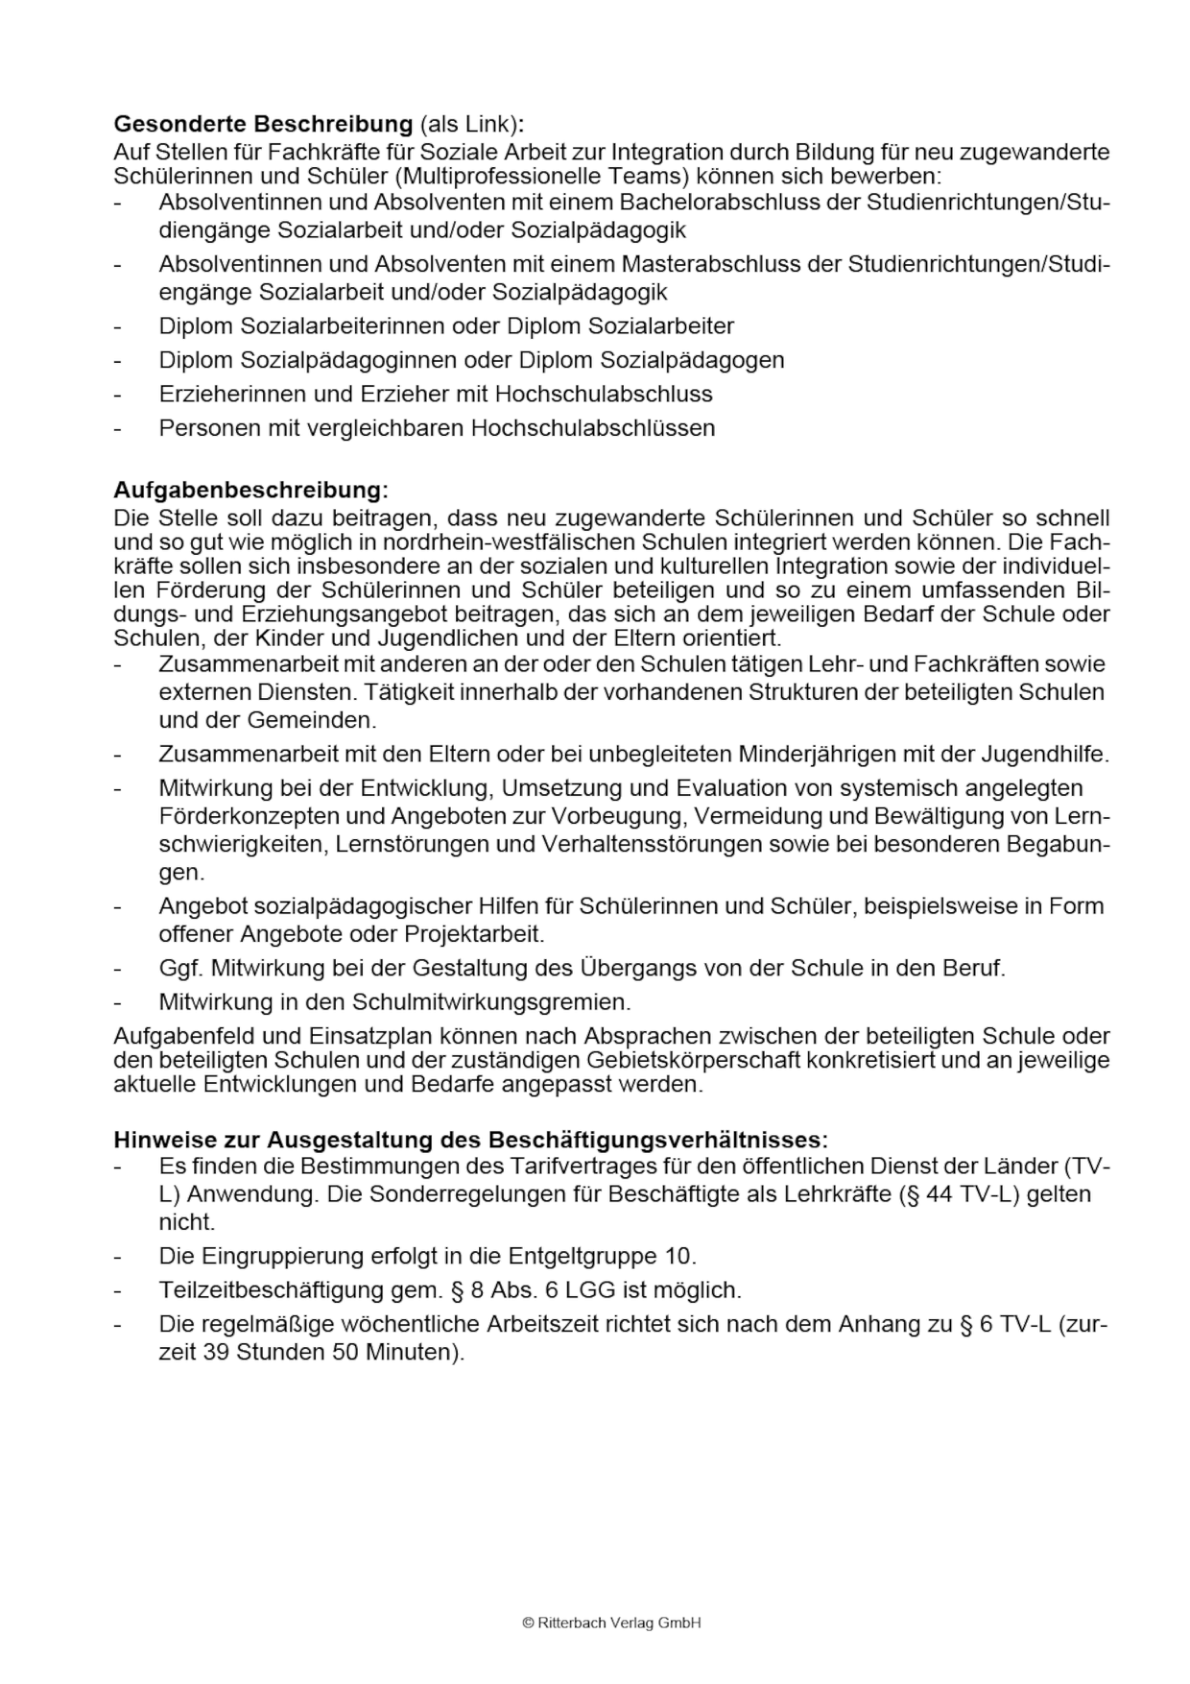 Gesonderte Beschreibung (als Link):
Auf Stellen für Fachkräfte für Soziale Arbeit zur Integration durch Bildung für neu zugewanderte
Schülerinnen und Schüler (Multiprofessionelle Teams) können sich bewerben:
- Absolventinnen und Absolventen mit einem Bachelorabschluss der Studienrichtungen/Stu-
diengänge Sozialarbeit und/oder Sozialpädagogik
- Absolventinnen und Absolventen mit einem Masterabschluss der Studienrichtungen/Studi-
engänge Sozialarbeit und/oder Sozialpädagogik
- Diplom Sozialarbeiterinnen oder Diplom Sozialarbeiter
- Diplom Sozialpädagoginnen oder Diplom Sozialpädagogen
- Erzieherinnen und Erzieher mit Hochschulabschluss
- Personen mit vergleichbaren Hochschulabschlüssen
Aufgabenbeschreibung:
Die Stelle soll dazu beitragen, dass neu zugewanderte Schülerinnen und Schüler so schnell
und so gut wie möglich in nordrhein-westfälischen Schulen integriert werden können. Die Fach-
kräfte sollen sich insbesondere an der sozialen und kulturellen Integration sowie der individuel-
len Förderung der Schülerinnen und Schüler beteiligen und so zu einem umfassenden Bil-
dungs- und Erziehungsangebot beitragen, das sich an dem jeweiligen Bedarf der Schule oder
Schulen, der Kinder und Jugendlichen und der Eltern orientiert.
- Zusammenarbeit mit anderen an der oder den Schulen tätigen Lehr- und Fachkräften sowie
externen Diensten. Tätigkeit innerhalb der vorhandenen Strukturen der beteiligten Schulen
und der Gemeinden.
- Zusammenarbeit mit den Eltern oder bei unbegleiteten Minderjährigen mit der Jugendhilfe.
- Mitwirkung bei der Entwicklung, Umsetzung und Evaluation von systemisch angelegten
Förderkonzepten und Angeboten zur Vorbeugung, Vermeidung und Bewältigung von Lern-
schwierigkeiten, Lernstörungen und Verhaltensstörungen sowie bei besonderen Begabun-
gen.
- Angebot sozialpädagogischer Hilfen für Schülerinnen und Schüler, beispielsweise in Form
offener Angebote oder Projektarbeit.
- Ggf. Mitwirkung bei der Gestaltung des Übergangs von der Schule in den Beruf.
- Mitwirkung in den Schulmitwirkungsgremien.
Aufgabenfeld und Einsatzplan können nach Absprachen zwischen der beteiligten Schule oder
den beteiligten Schulen und der zuständigen Gebietskörperschaft konkretisiert und an jeweilige
aktuelle Entwicklungen und Bedarfe angepasst werden.
Hinweise zur Ausgestaltung des Beschäftigungsverhältnisses:
- Es finden die Bestimmungen des Tarifvertrages für den öffentlichen Dienst der Länder (TV-
L) Anwendung. Die Sonderregelungen für Beschäftigte als Lehrkräfte (§ 44 TV-L) gelten
nicht.
- Die Eingruppierung erfolgt in die Entgeltgruppe 10.
- Teilzeitbeschäftigung gem. § 8 Abs. 6 LGG ist möglich.
- Die regelmäßige wöchentliche Arbeitszeit richtet sich nach dem Anhang zu § 6 TV-L (zur-
zeit 39 Stunden 50 Minuten).
© Ritterbach Verlag GmbH